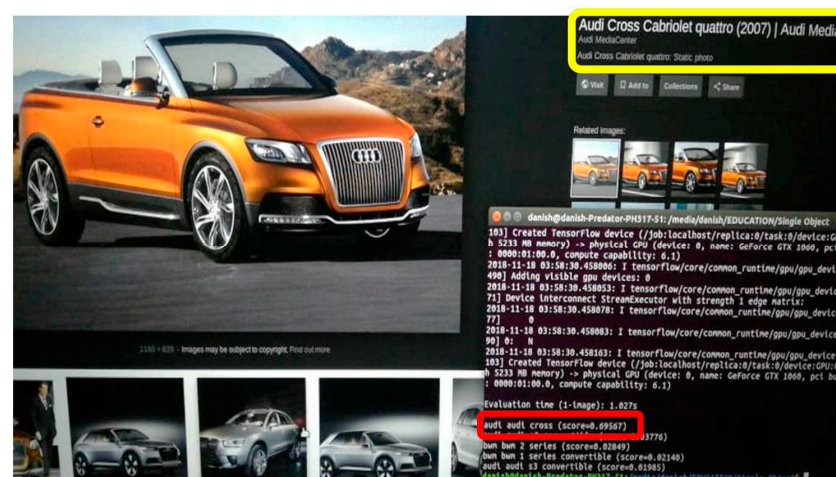 Audi Cross Cabriolet quattro (2007) | Audi Media
Audi MediaCenter
Audi Cross Cabriolet quattro: Static photo
Visit Add to Collections Share
Related Images:
danish@danish-Predator-PH317-51: /media/danish/EDUCATION/Single Object
103] Created TensorFlow device (/job:localhost/replica:0/task:0/device:G
h 5233 MB memory) -> physical GPU (device: 0, name: GeForce GTX 1060, pci
: 0000:01:00.0, compute capability: 6.1)
2018-11-18 03:58:30.458006: I tensorflow/core/common_runtime/gpu/gpu_devic
490] Adding visible gpu devices: 0
2018-11-18 03:58:30.458053: I tensorflow/core/common_runtime/gpu/gpu_devic
71] Device interconnect StreamExecutor with strength 1 edge matrix:
2018-11-18 03:58:30.458078: I tensorflow/core/common_runtime/gpu/gpu_devic
77] 0
2018-11-18 03:58:30.458083: I tensorflow/core/common_runtime/gpu/gpu_device
90] 0: N
2018-11-18 03:58:30.458163: I tensorflow/core/common_runtime/gpu/gpu_device
103] Created TensorFlow device (/job:localhost/replica:0/task:0/device:GPU:0
h 5233 MB memory) -> physical GPU (device: 0, name: GeForce GTX 1060, pci bu
: 0000:01:00.0, compute capability: 6.1)
Evaluation time (1-image): 1.027s
audi audi cross (score=0.69567)
bwm bwm 2 series (score=0.02849)
bwm bwm 1 series convertible (score=0.02140)
audi audi s3 convertible (score=0.01985)
1180 × 820 - Images may be subject to copyright, Find out more